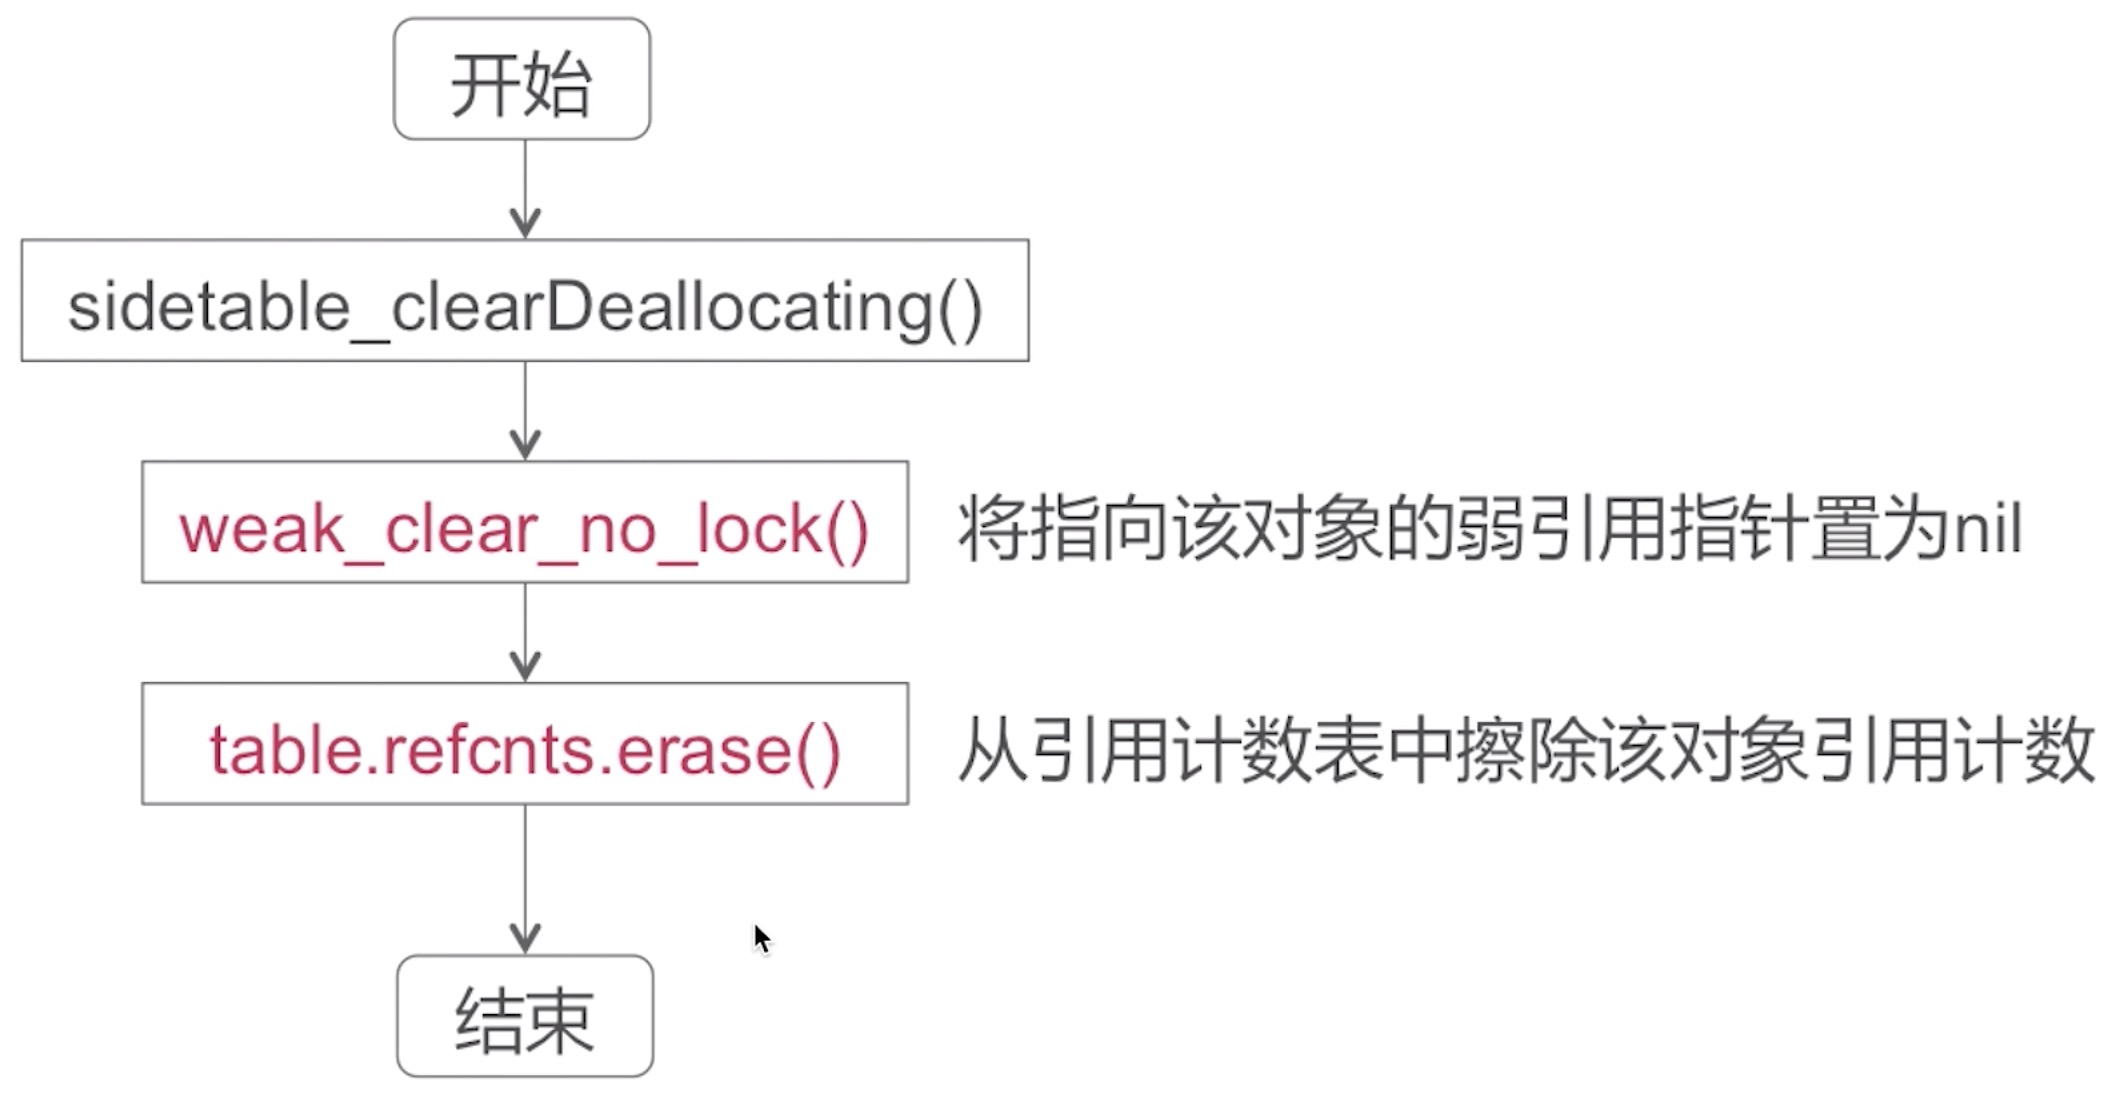 开始
sidetable_clearDeallocating()
weak_clear_no_lock()
将指向该对象的弱引用指针置为nil
table.refcnts.erase()
从引用计数表中擦除该对象引用计数
结束